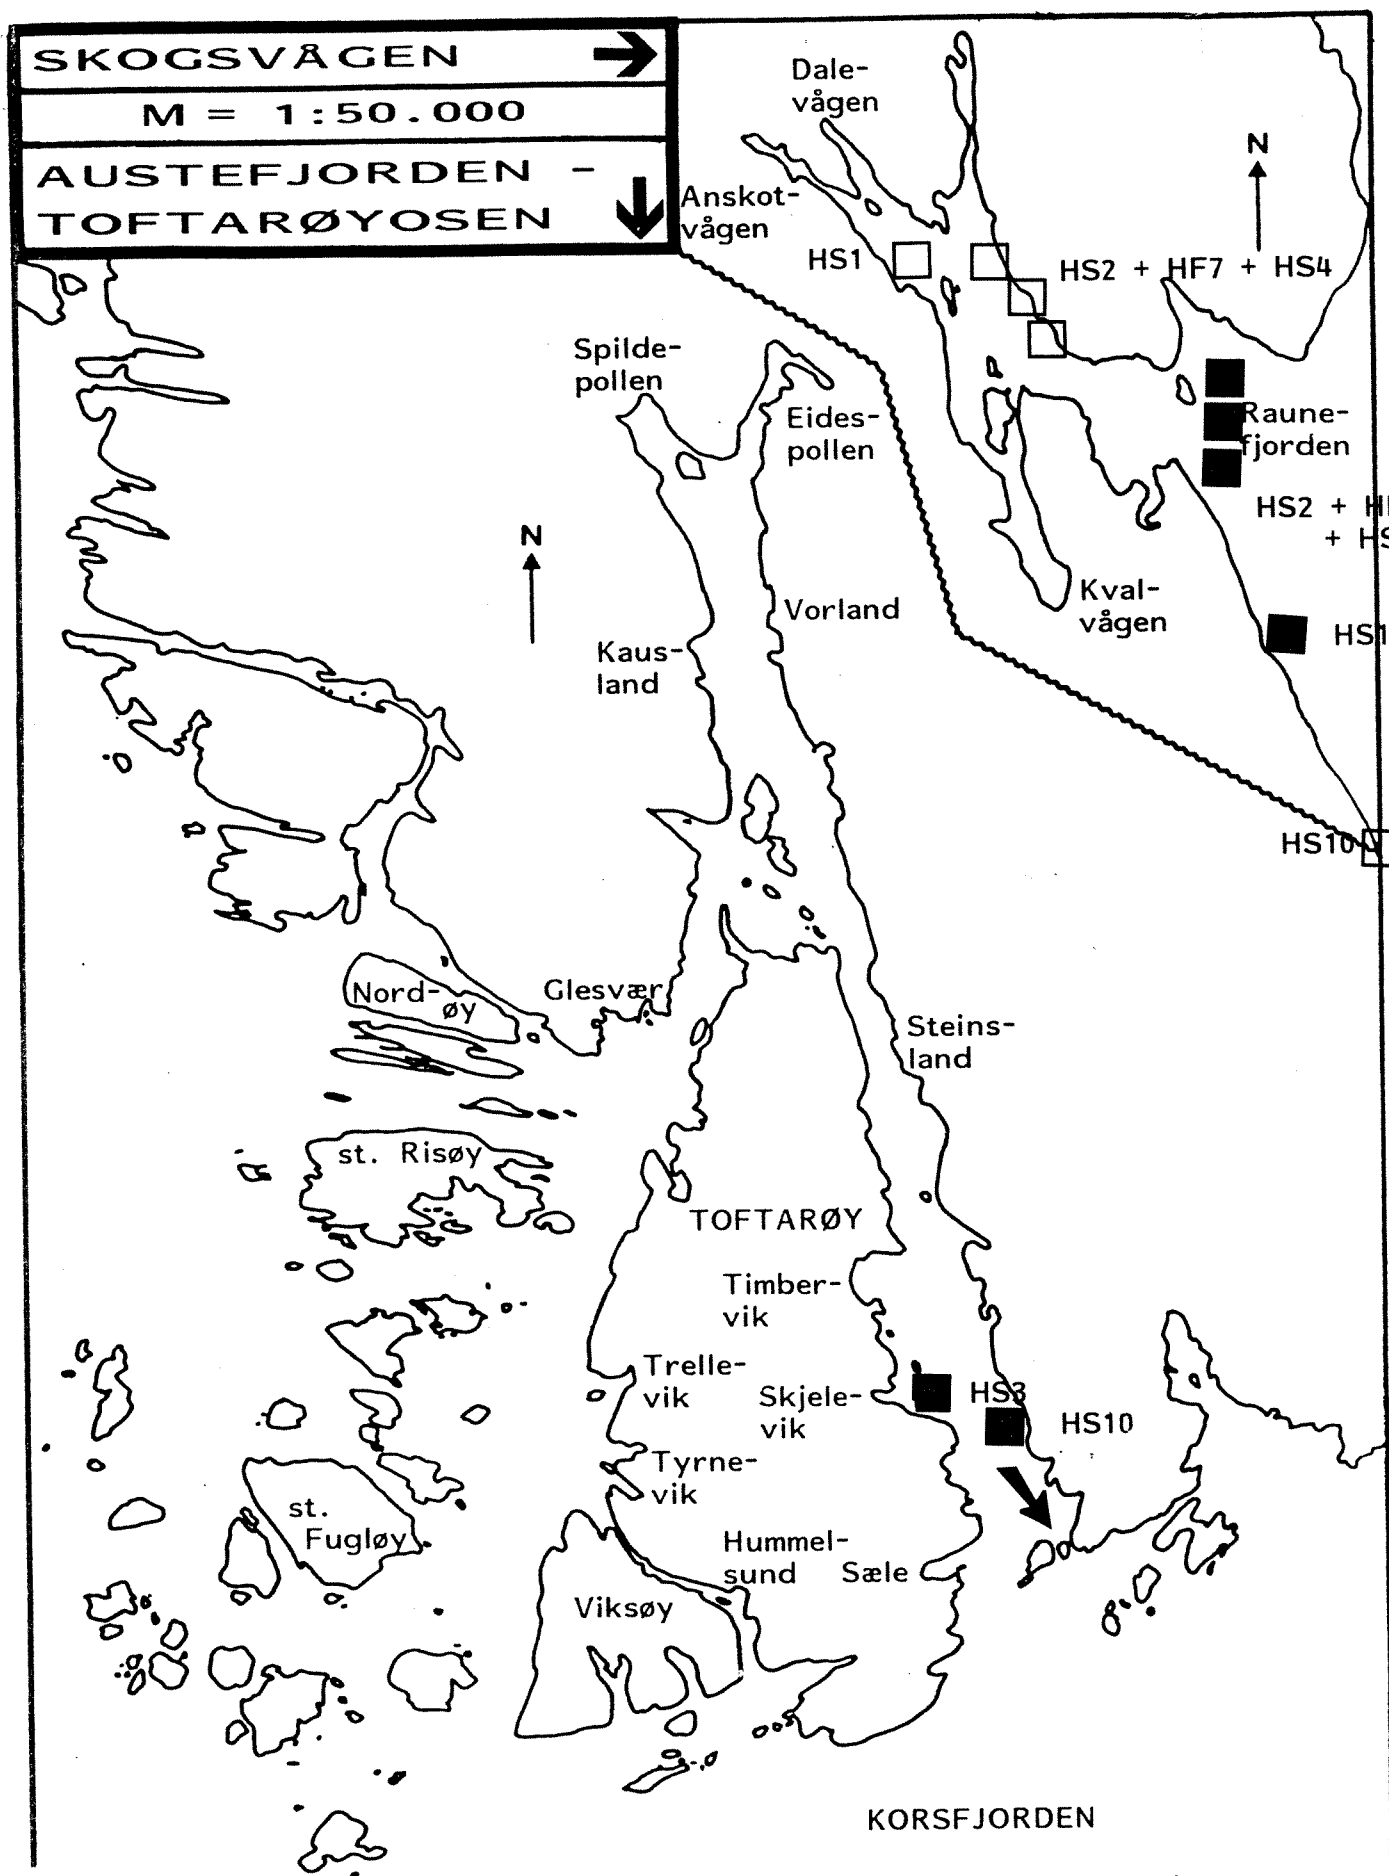 SKOGSVÅGEN
M = 1:50.000
AUSTEFJORDEN -
TOFTARØYOSEN
Dale-
vågen
N
Anskot-
vågen
HS1
HS2 + HF7 + HS4
Spilde-
pollen
Eides-
pollen
Raune-
fjorden
HS2 +
+
N
Kval-
vågen
Vorland
HS1
Kaus-
land
HS10
Nord-
øy
Glesvær
Steins-
land
st. Risøy
TOFTARØY
Timber-
vik
Trelle-
vik
Skjele-
vik
HS3
HS10
Tyrne-
vik
st.
Fugløy
Hummel-
sund
Sæle
Viksøy
KORSFJORDEN